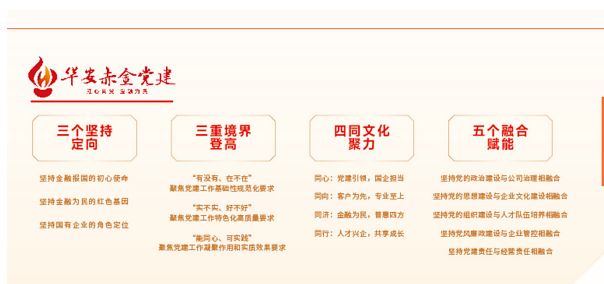 华安赤金党建
红心向党 金融为民
三个坚持
定向
坚持金融报国的初心使命
坚持金融为民的红色基因
坚持国有企业的角色定位
三重境界
登高
“有没有、在不在”
聚焦党建工作基础性规范化要求
“实不实、好不好”
聚焦党建工作特色化高质量要求
“能同心、可实践”
聚焦党建工作凝聚作用和实质效果要求
四同文化
聚力
同心：党建引领，国企担当
同向：客户为先，专业至上
同济：金融为民，普惠四方
同行：人才兴企，共享成长
五个融合
赋能
坚持党的政治建设与公司治理相融合
坚持党的思想建设与企业文化建设相融合
坚持党的组织建设与人才队伍培养相融合
坚持党风廉政建设与企业管控相融合
坚持党建责任与经营责任相融合